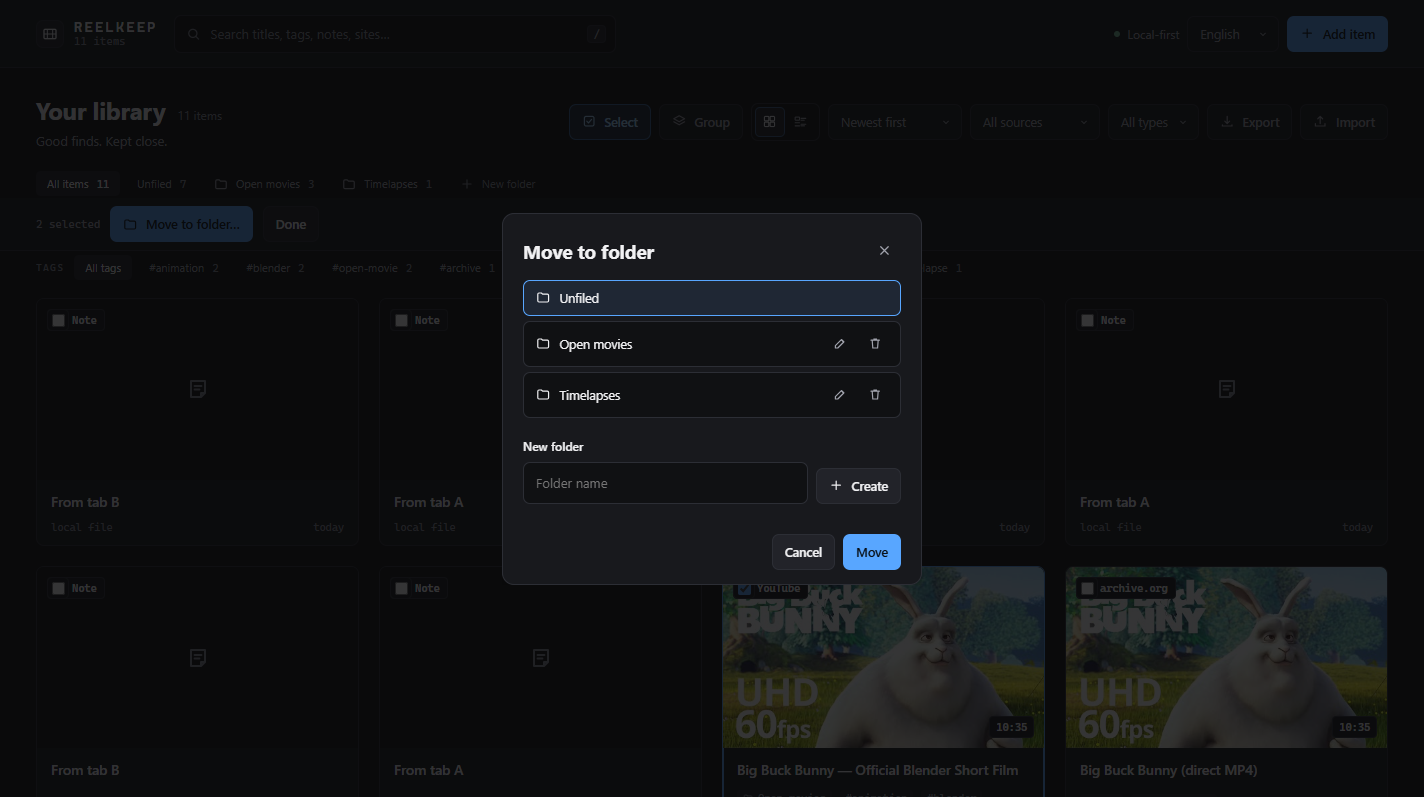 REELKEEP
11 items
Search titles, tags, notes, sites...
/
Local-first
English
Add item
Your library 11 items
Good finds. Kept close.
Select
Group
Newest first
All sources
All types
Export
Import
All items 11
Unfiled 7
Open movies 3
Timelapses 1
New folder
2 selected
Move to folder...
Done
TAGS
All tags
#animation 2
#blender 2
#open-movie 2
#archive 1
lapse 1
Move to folder
Unfiled
Open movies
Timelapses
New folder
Folder name
Create
Cancel
Move
Note
Note
Note
From tab B
local file
today
From tab A
local file
today
From tab A
local file
today
Note
Note
YouTube
archive.org
BUNNY
UHD
60fps
10:35
BUNNY
UHD
60fps
10:35
From tab B
From tab A
Big Buck Bunny — Official Blender Short Film
Big Buck Bunny (direct MP4)